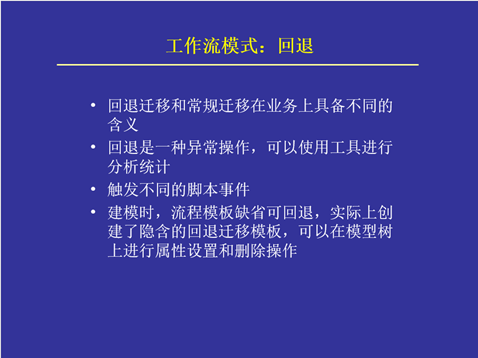 工作流模式：回退
• 回退迁移和常规迁移在业务上具备不同的
含义
• 回退是一种异常操作，可以使用工具进行
分析统计
• 触发不同的脚本事件
• 建模时，流程模板缺省可回退，实际上创
建了隐含的回退迁移模板，可以在模型树
上进行属性设置和删除操作